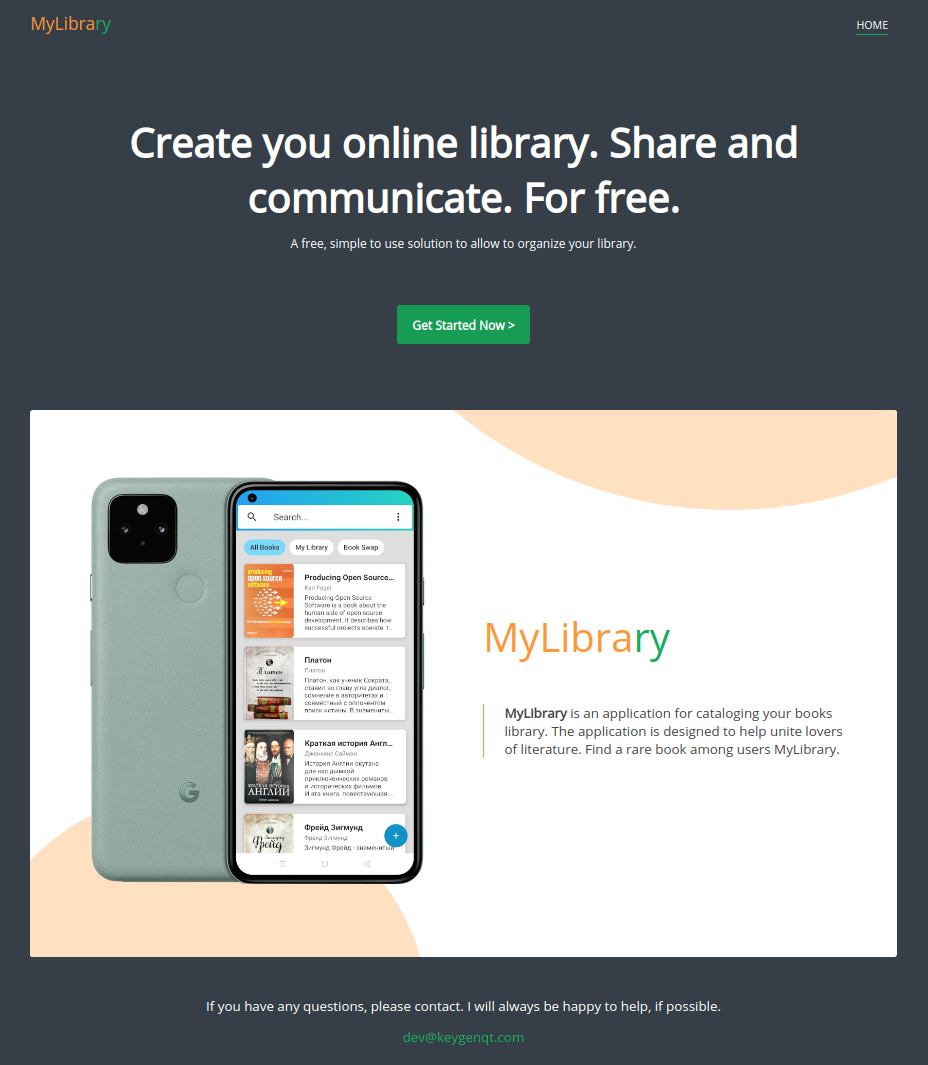 MyLibrary
HOME
Create you online library. Share and
communicate. For free.
A free, simple to use solution to allow to organize your library.
Get Started Now >
Search...
All Books
My Library
Book Swap
producing
open source
software
Producing Open Source...
Karl Fogel
Producing Open Source
Software is a book about the
human side of open source
development. It describes how
successful projects operate, t..
Платон
Платон
Платон
Платон, как ученик Сократа,
ставил во главу угла диалог,
сомнение в авторитетах и
совместный с оппонентом
поиск истины. В знамениты...
КРАТКАЯ ИСТОРИЯ
АНГЛИИ
Краткая история Англ...
Дженкинс Саймон
История Англии окутана
для нас дымкой
приключенческих романов
и исторических фильмов.
И эта книга, повествующая ...
Зигмунд
Фрейд
Фрейд Зигмунд
Фрейд Зигмунд
Зигмунд Фрейд - знаменитый
+
G
MyLibrary
MyLibrary is an application for cataloging your books
library. The application is designed to help unite lovers
of literature. Find a rare book among users MyLibrary.
If you have any questions, please contact. I will always be happy to help, if possible.
dev@keygenqt.com